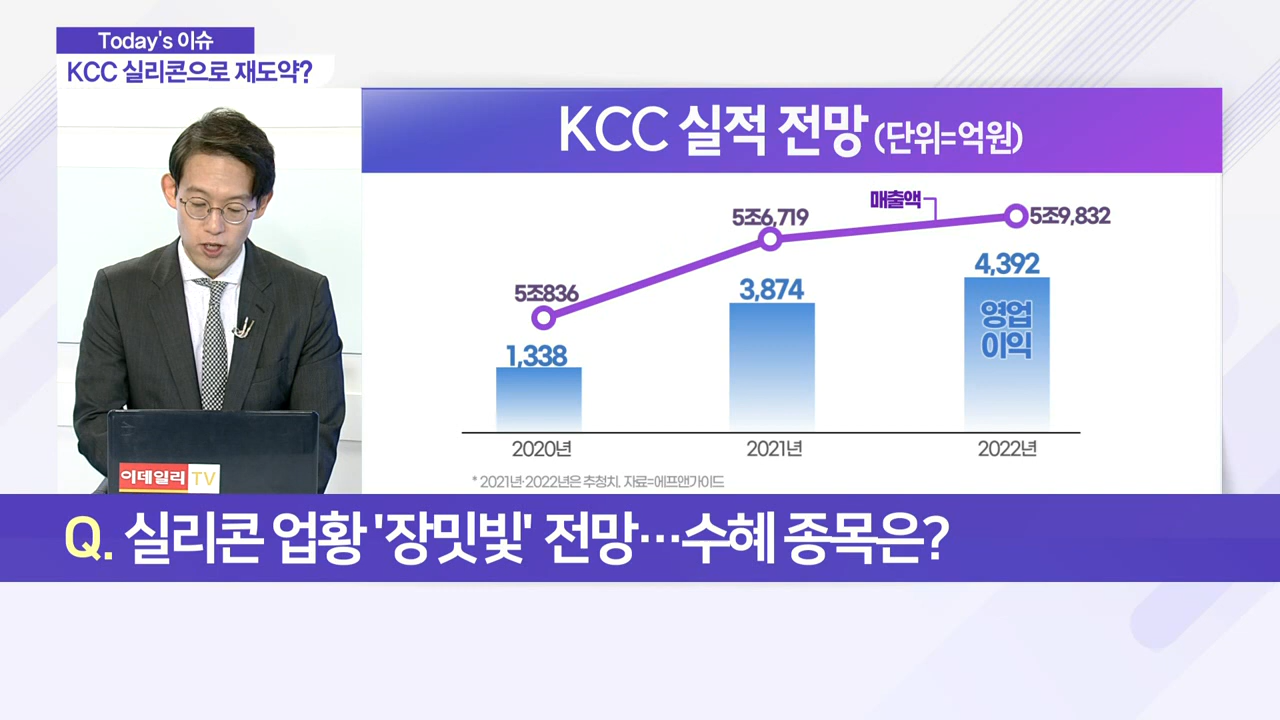 Today's 이슈
KCC 실리콘으로 재도약?
KCC 실적 전망 (단위=억원)
매출액
5조836
5조6,719
5조9,832
1,338
3,874
4,392
영업
이익
2020년
2021년
2022년
* 2021년·2022년은 추청치. 자료=에프앤가이드
이데일리 TV
Q. 실리콘 업황 '장밋빛' 전망…수혜 종목은?